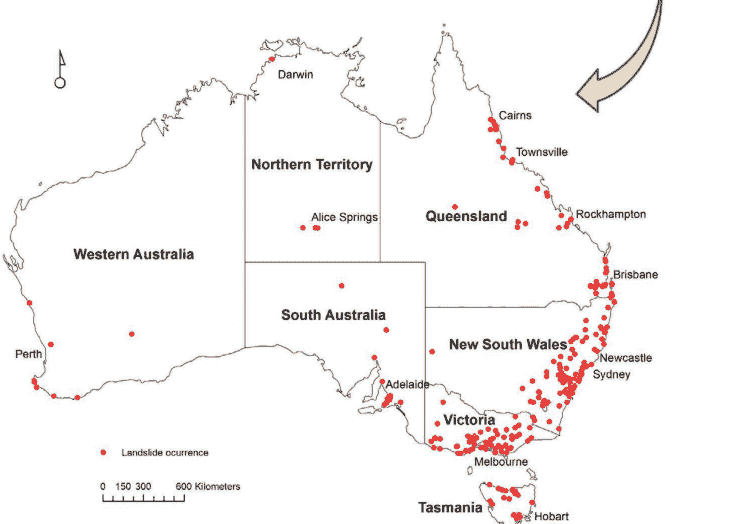 Darwin
Cairns
Townsville
Northern Territory
Alice Springs
Queensland
Rockhampton
Western Australia
Brisbane
South Australia
New South Wales
Newcastle
Perth
Sydney
Adelaide
Victoria
Landslide ocurrence
Melbourne
0 150 300 600 Kilometers
Tasmania
Hobart